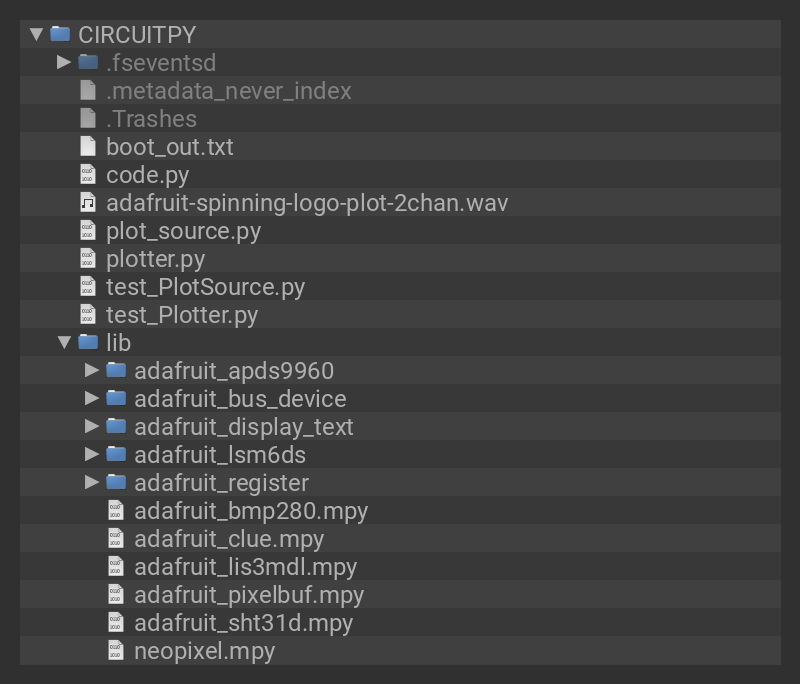 CIRCUITPY
.fseventsd
.metadata_never_index
.Trashes
boot_out.txt
code.py
adafruit-spinning-logo-plot-2chan.wav
plot_source.py
plotter.py
test_PlotSource.py
test_Plotter.py
lib
adafruit_apds9960
adafruit_bus_device
adafruit_display_text
adafruit_lsm6ds
adafruit_register
adafruit_bmp280.mpy
adafruit_clue.mpy
adafruit_lis3mdl.mpy
adafruit_pixelbuf.mpy
adafruit_sht31d.mpy
neopixel.mpy